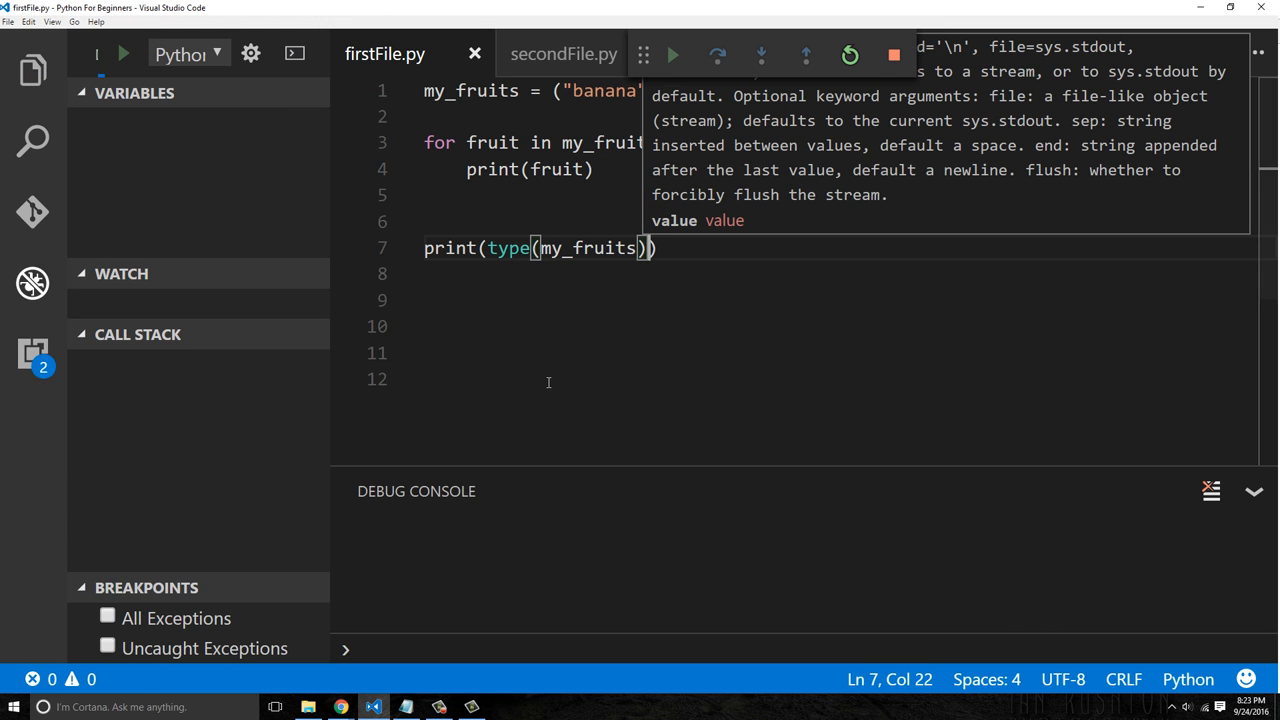 firstFile.py - Python For Beginners - Visual Studio Code
File Edit View Go Help
Pythor
firstFile.py
secondFile.py
VARIABLES
WATCH
CALL STACK
BREAKPOINTS
All Exceptions
Uncaught Exceptions
1 my_fruits = ("banana"
2
3 for fruit in my_fruit
4 print(fruit)
5
6
7 print(type(my_fruits))
8
9
10
11
12
d='\n', file=sys.stdout,
s to a stream, or to sys.stdout by
default. Optional keyword arguments: file: a file-like object
(stream); defaults to the current sys.stdout. sep: string
inserted between values, default a space. end: string appended
after the last value, default a newline. flush: whether to
forcibly flush the stream.
value value
DEBUG CONSOLE
2
0 0
Ln 7, Col 22 Spaces: 4 UTF-8 CRLF Python
I'm Cortana. Ask me anything.
8:23 PM
9/24/2016